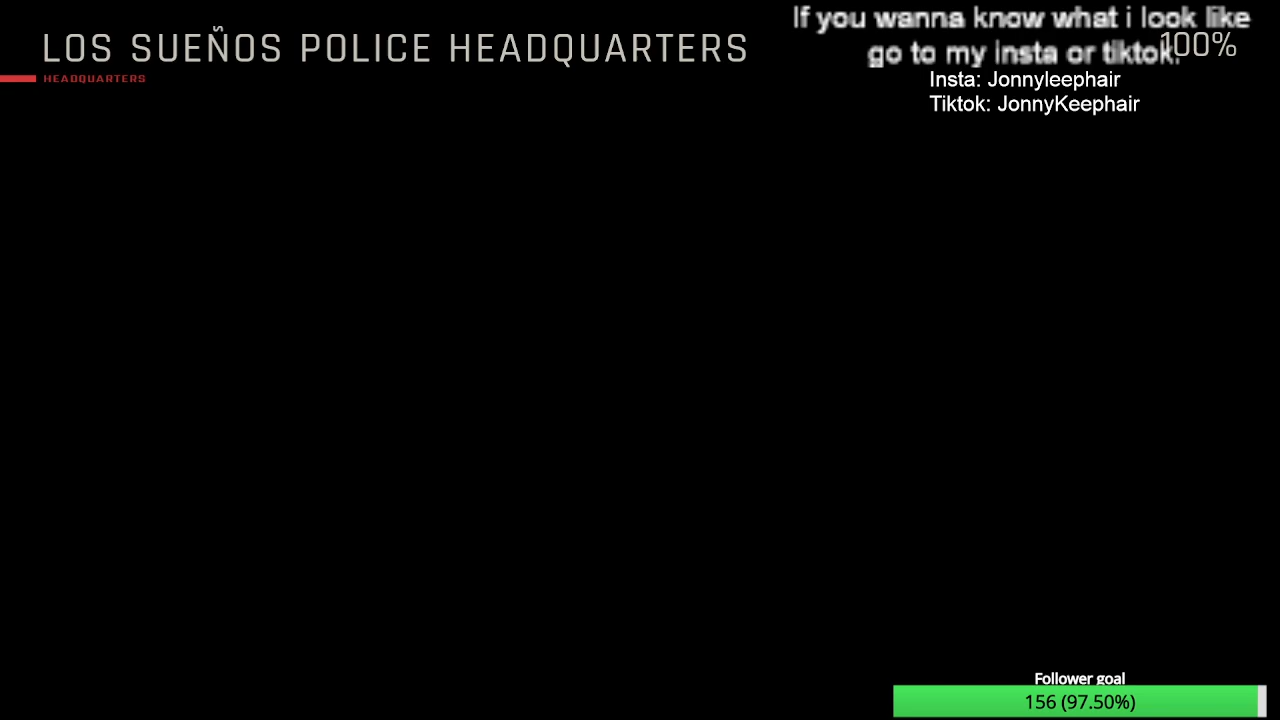 LOS SUEÑOS POLICE HEADQUARTERS
HEADQUARTERS
If you wanna know what i look like
go to my insta or tiktok.
100%
Insta: Jonnyleephair
Tiktok: JonnyKeephair
Follower goal
156 (97.50%)